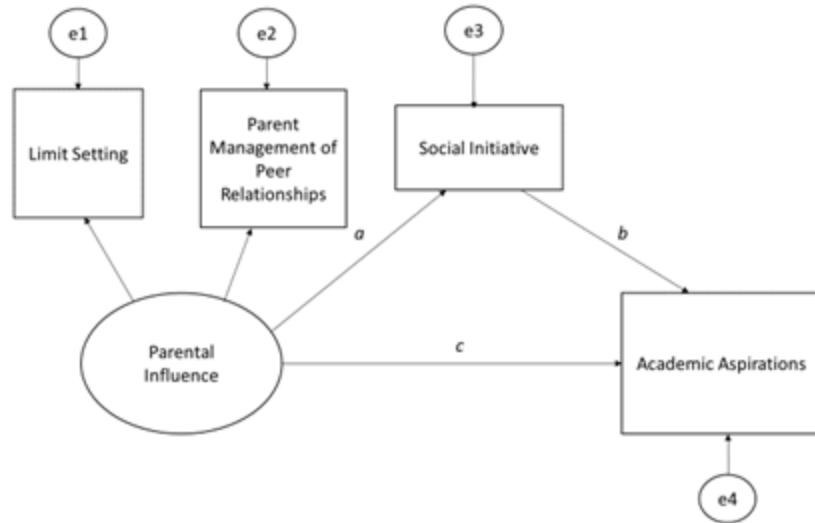 e1
e2
e3
Limit Setting
Parent
Management of
Peer
Relationships
Social Initiative
a
b
Parental
Influence
c
Academic Aspirations
e4